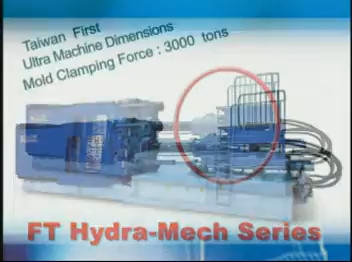 Taiwan First
Ultra Machine Dimensions
Mold Clamping Force : 3000 tons
FT Hydra-Mech Series